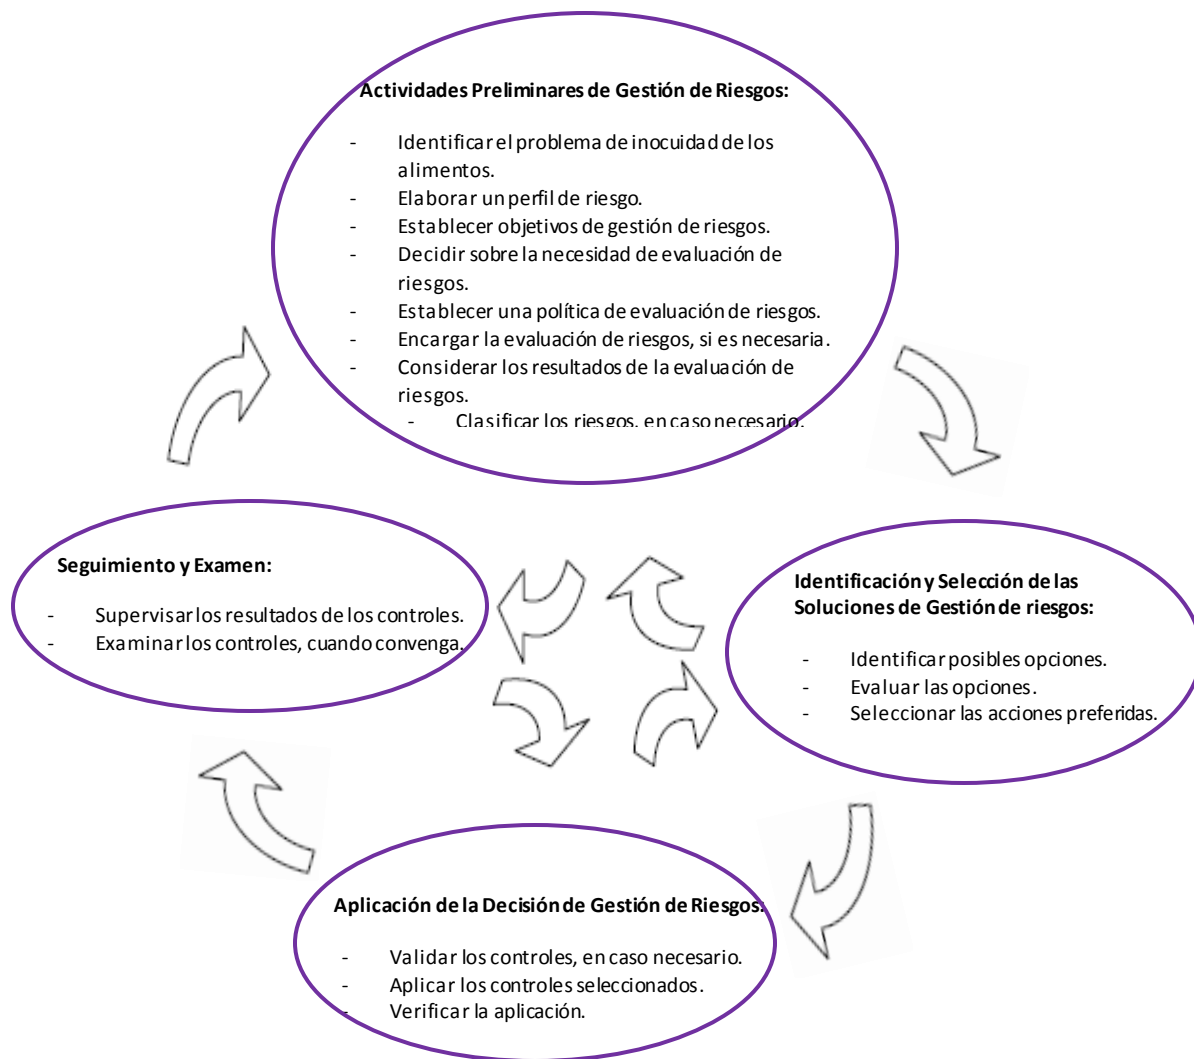 Actividades Preliminares de Gestión de Riesgos:
- Identificar el problema de inocuidad de los
alimentos.
- Elaborar un perfil de riesgo.
- Establecer objetivos de gestión de riesgos.
- Decidir sobre la necesidad de evaluación de
riesgos.
- Establecer una política de evaluación de riesgos.
- Encargar la evaluación de riesgos, si es necesaria.
- Considerar los resultados de la evaluación de
riesgos.
- Clasificar los riesgos, en caso necesario.
Seguimiento y Examen:
- Supervisar los resultados de los controles.
- Examinar los controles, cuando convenga.
Identificación y Selección de las
Soluciones de Gestión de riesgos:
- Identificar posibles opciones.
- Evaluar las opciones.
- Seleccionar las acciones preferidas.
Aplicación de la Decisión de Gestión de Riesgos:
- Validar los controles, en caso necesario.
- Aplicar los controles seleccionados.
- Verificar la aplicación.